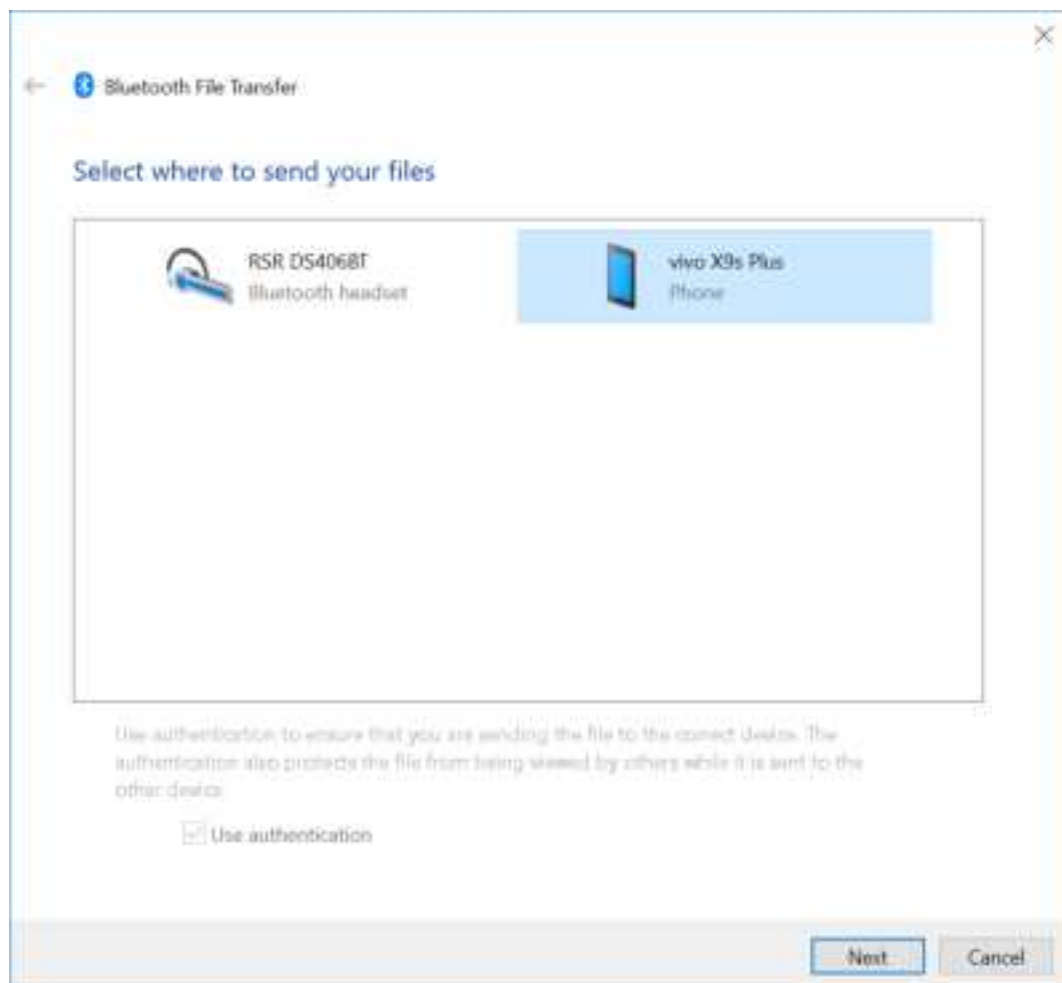 Bluetooth File Transfer
Select where to send your files
RSR DS406BT
Bluetooth headset
vivo X9s Plus
Phone
Use authentication to ensure that you are sending the file to the correct device. The
authentication also protects the file from being viewed by others while it is sent to the
other device.
Use authentication
Next
Cancel